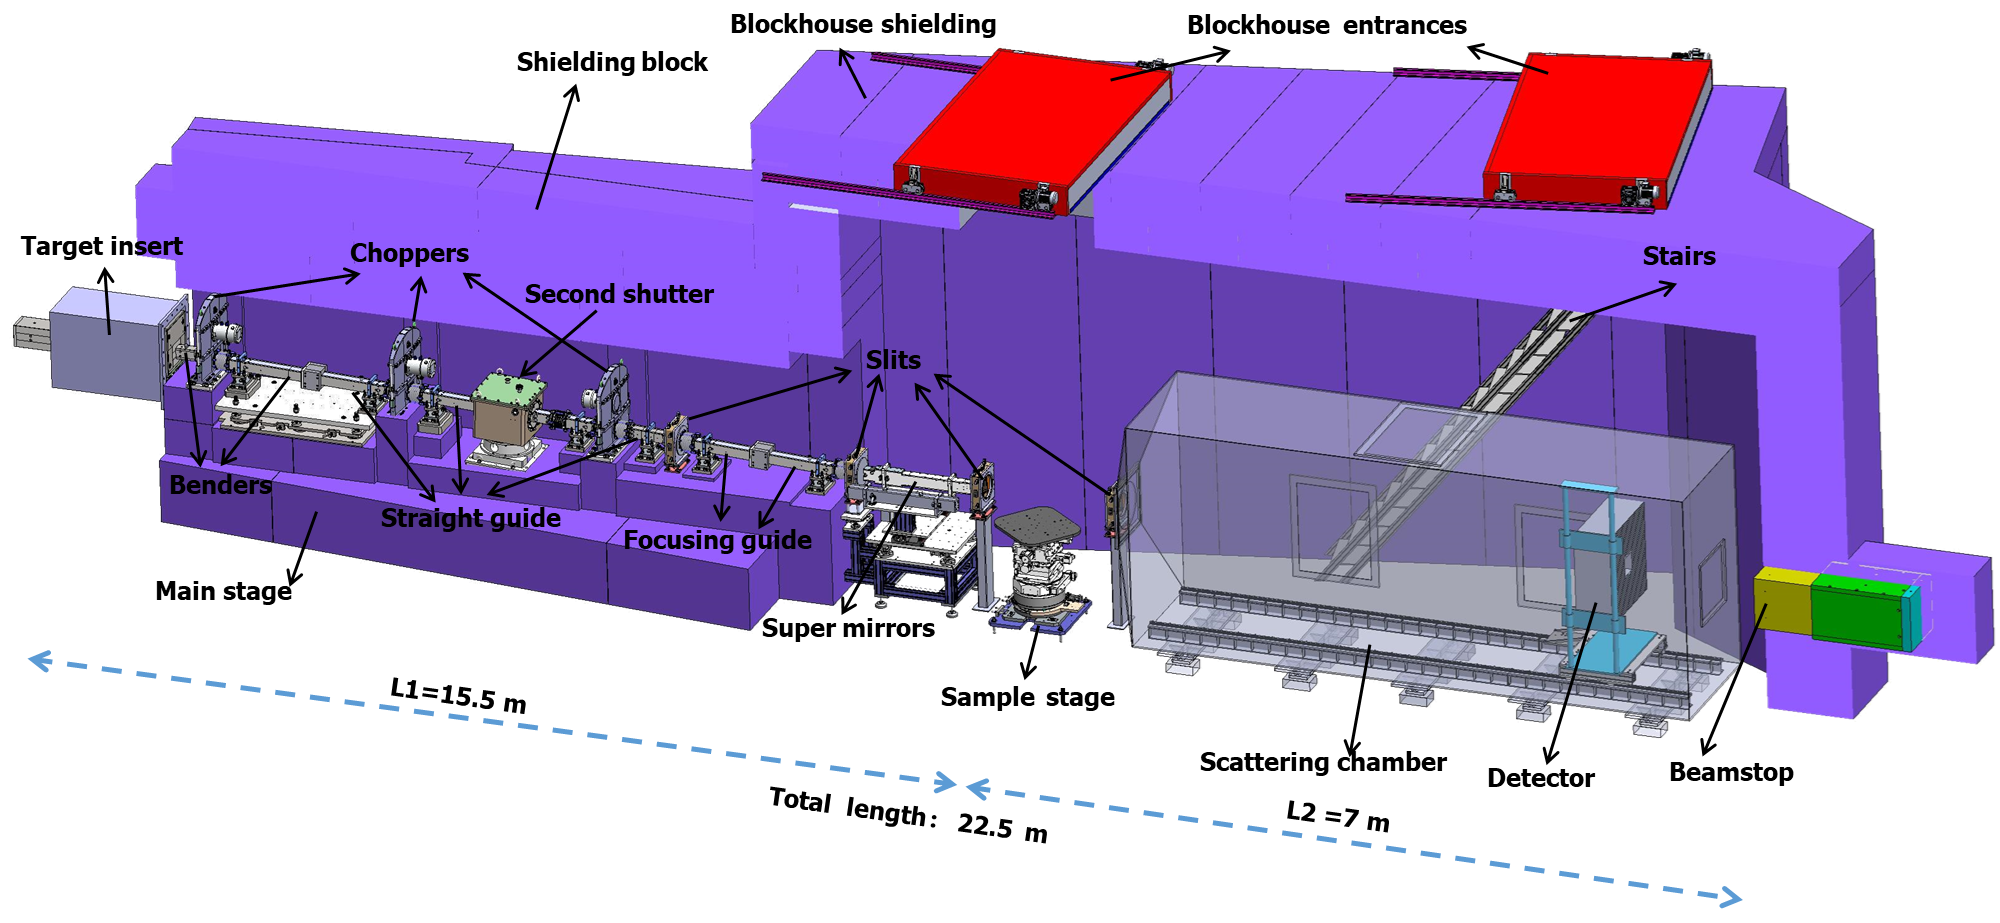 Blockhouse shielding
Blockhouse entrances
Shielding block
Target insert
Choppers
Stairs
Second shutter
Slits
Benders
Straight guide
Focusing guide
Main stage
Super mirrors
Sample stage
Scattering chamber
Detector
Beamstop
L1=15.5 m
Total length: 22.5 m
L2 =7 m